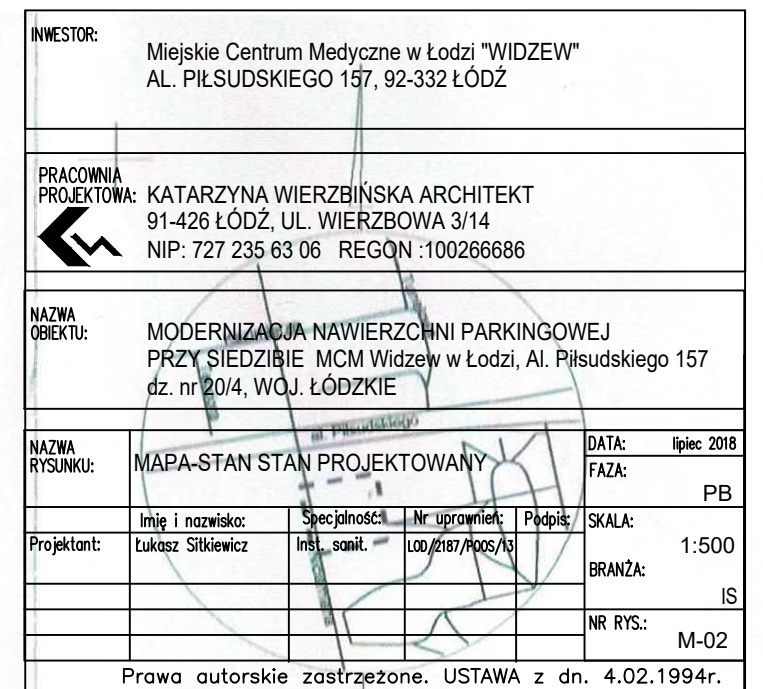 INWESTOR:
Miejskie Centrum Medyczne w Łodzi "WIDZEW"
AL. PIŁSUDSKIEGO 157, 92-332 ŁÓDŹ
PRACOWNIA
PROJEKTOWA:
KATARZYNA WIERZBIŃSKA ARCHITEKT
91-426 ŁÓDŹ, UL. WIERZBOWA 3/14
NIP: 727 235 63 06 REGON :100266686
NAZWA
OBIEKTU:
MODERNIZACJA NAWIERZCHNI PARKINGOWEJ
PRZY SIEDZIBIE MCM Widzew w Łodzi, Al. Piłsudskiego 157
dz. nr 20/4, WOJ. ŁÓDZKIE
al. Piłsudskiego
NAZWA
RYSUNKU:
MAPA-STAN STAN PROJEKTOWANY
DATA: lipiec 2018
FAZA:
PB
Imię i nazwisko: Specjalność: Nr uprawnień: Podpis:
SKALA:
1:500
Projektant: Łukasz Sitkiewicz Inst. sanit. LOD/2187/POOS/13
BRANŻA:
IS
NR RYS.:
M-02
Prawa autorskie zastrzeżone. USTAWA z dn. 4.02.1994r.